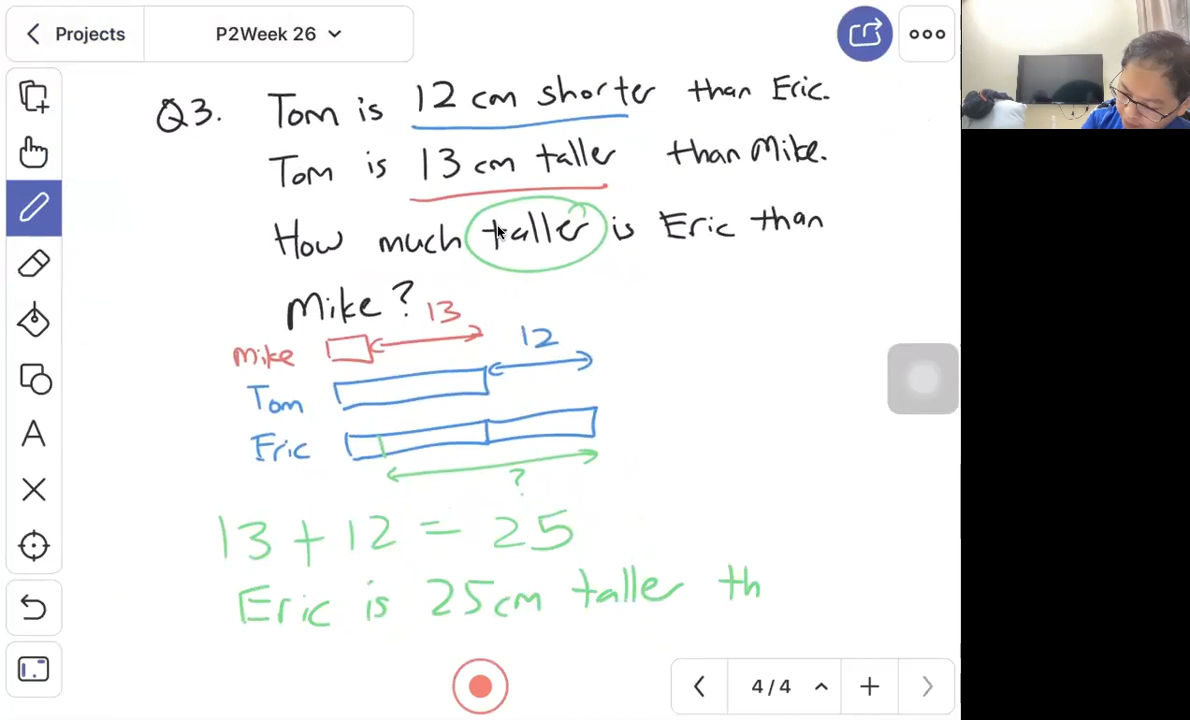 Projects
P2Week 26
Q3. Tom is 12 cm shorter than Eric.
Tom is 13 cm taller than Mike.
How much taller is Eric than
Mike?
13
12
Mike
Tom
Eric
?
13 + 12 = 25
Eric is 25cm taller th
A
4/4